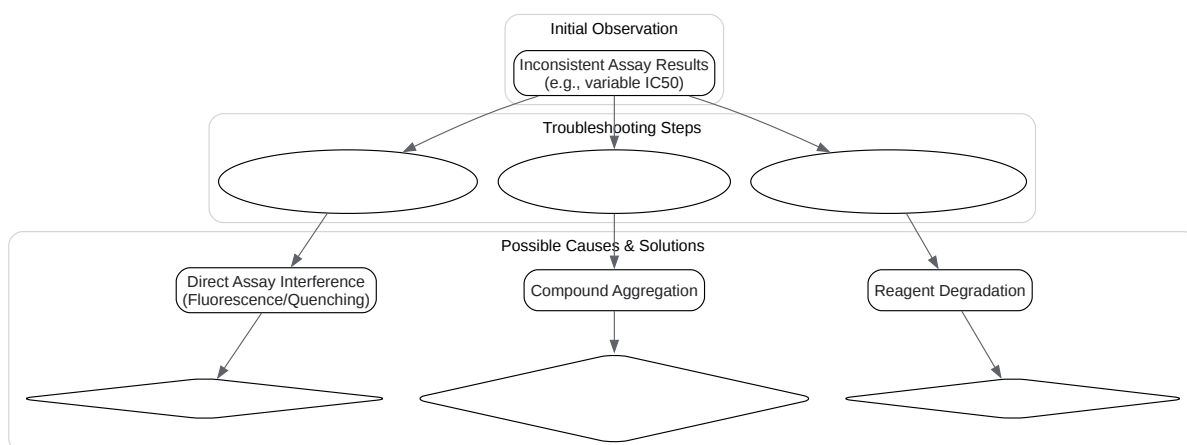 Initial Observation
Inconsistent Assay Results
(e.g., variable IC50)
Troubleshooting Steps
Possible Causes & Solutions
Direct Assay Interference
(Fluorescence/Quenching)
Compound Aggregation
Reagent Degradation